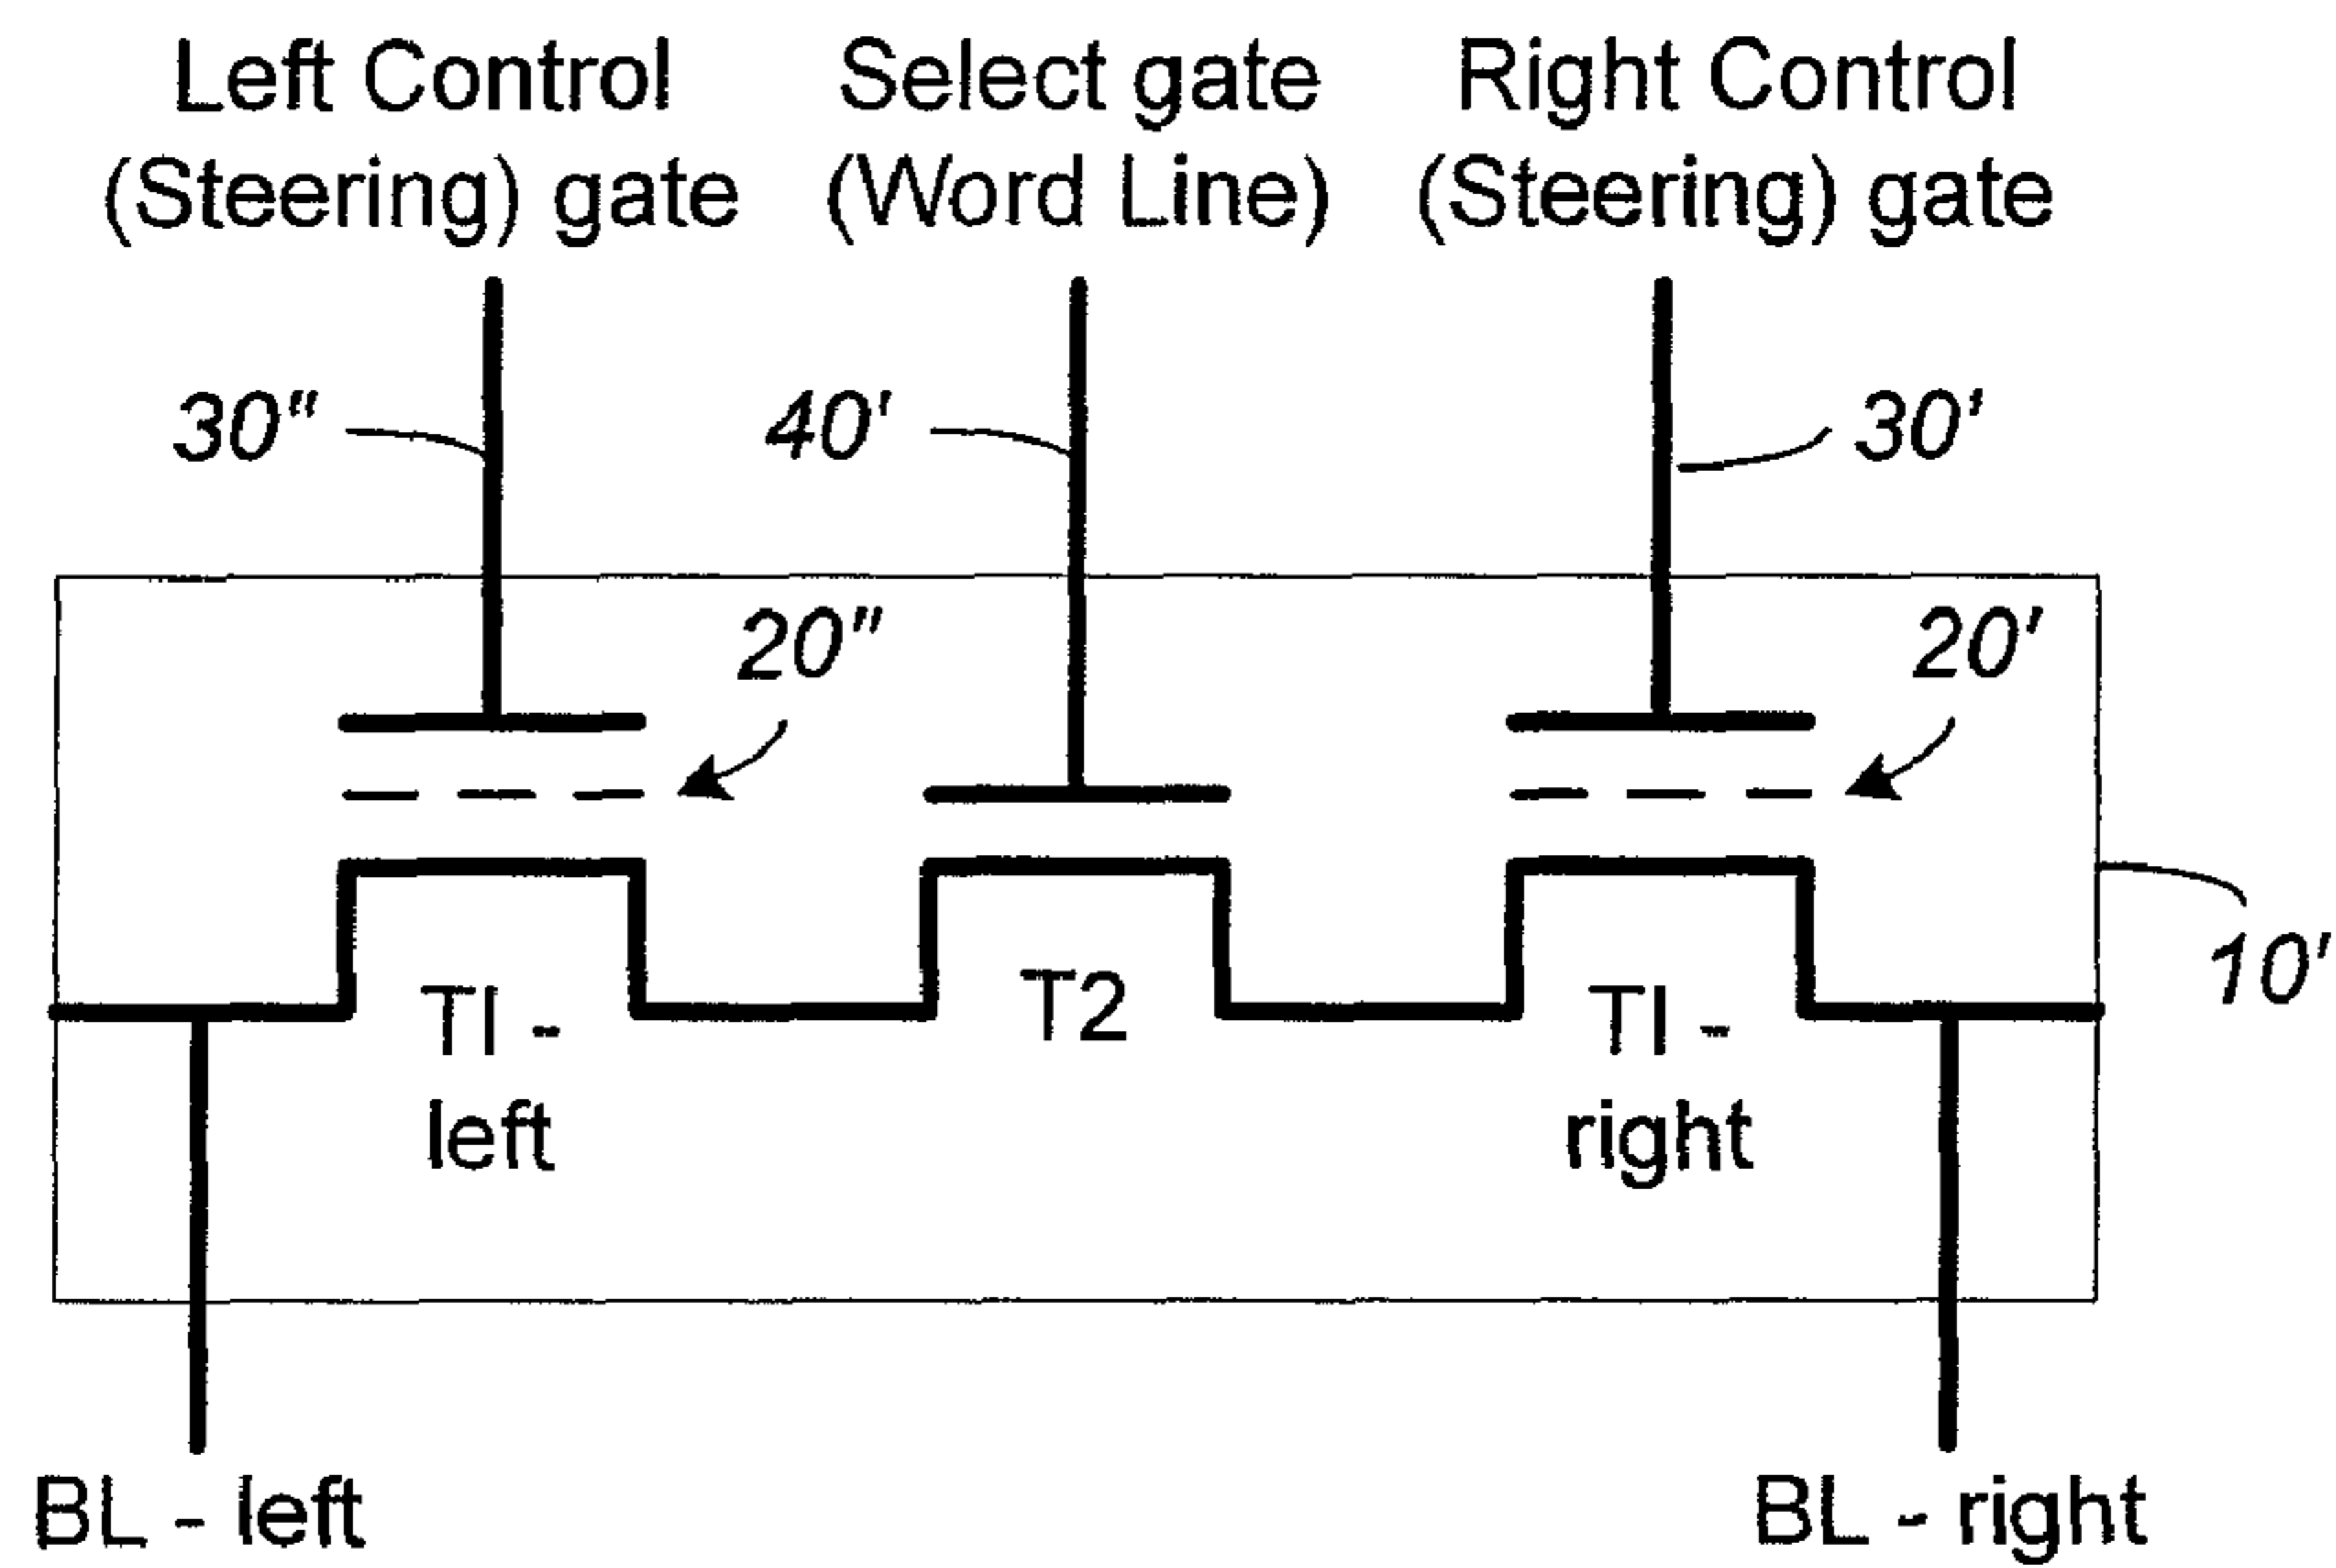 Left Control
(Steering) gate
Select gate
(Word Line)
Right Control
(Steering) gate
30"
40'
30'
20"
20'
10'
TI -
left
T2
TI -
right
BL - left
BL - right